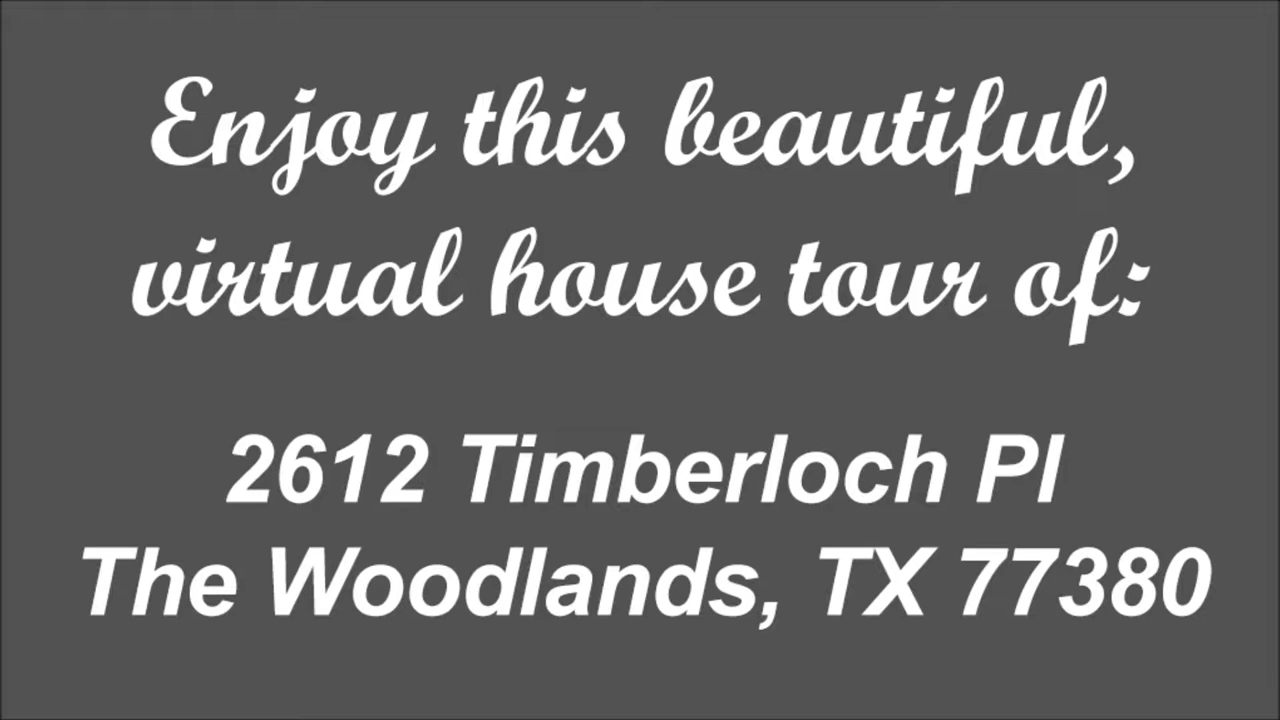 Enjoy this beautiful,
virtual house tour of:
2612 Timberloch Pl
The Woodlands, TX 77380